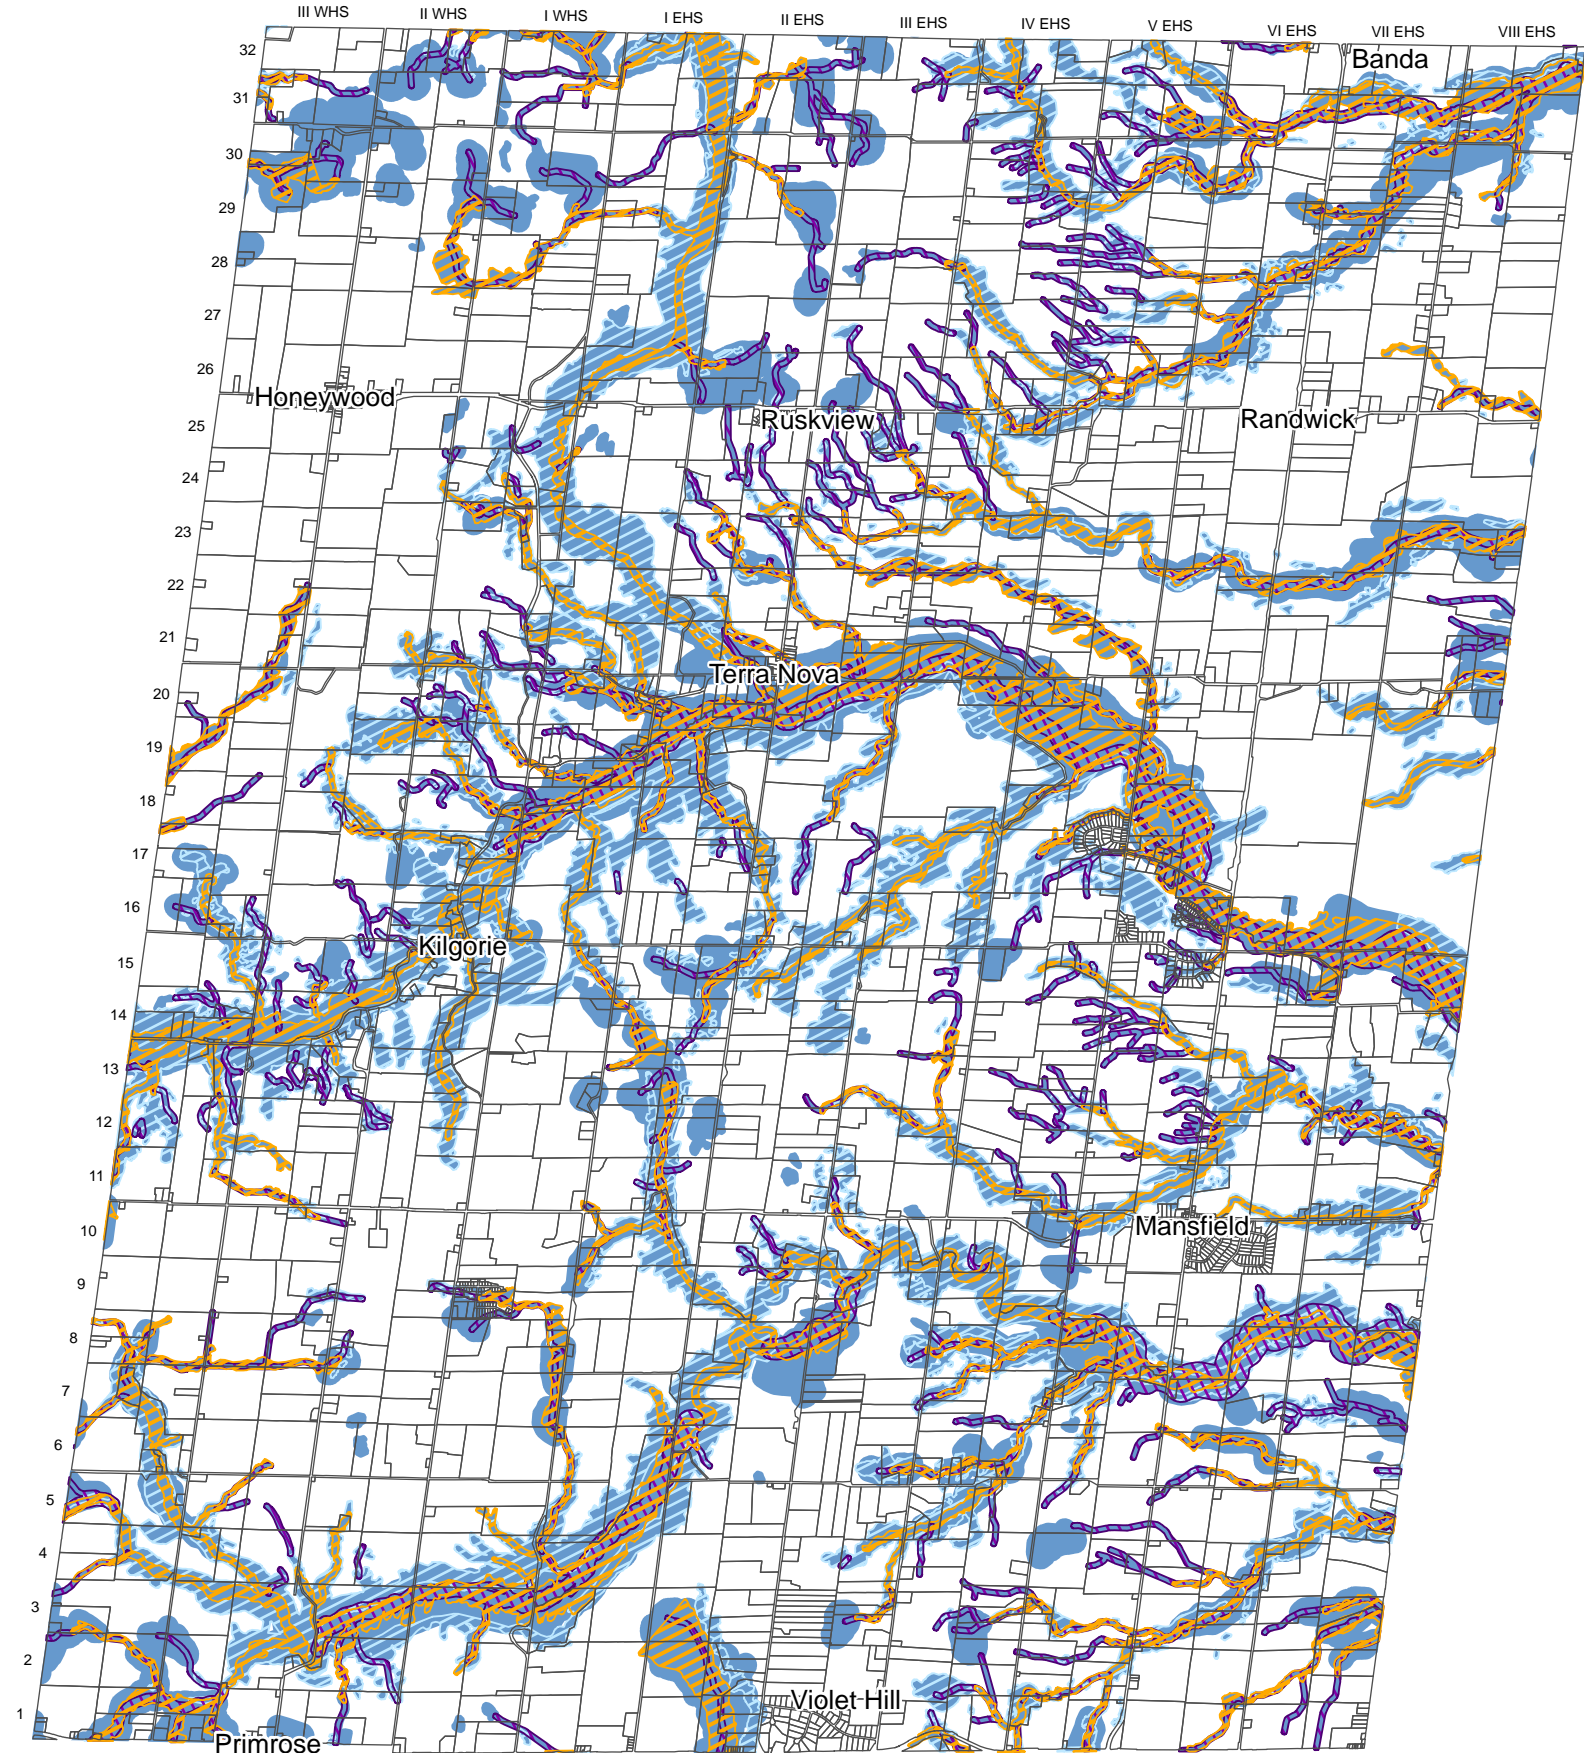 III WHS
II WHS
I WHS
I EHS
II EHS
III EHS
IV EHS
V EHS
VI EHS
VII EHS
VIII EHS
32
Banda
31
30
29
28
27
26
Honeywood
25
Ruskview
Randwick
24
23
22
21
Terra Nova
20
19
18
17
16
Kilgorie
15
14
13
12
11
10
Mansfield
9
8
7
6
5
4
3
2
Violet Hill
1
Primrose